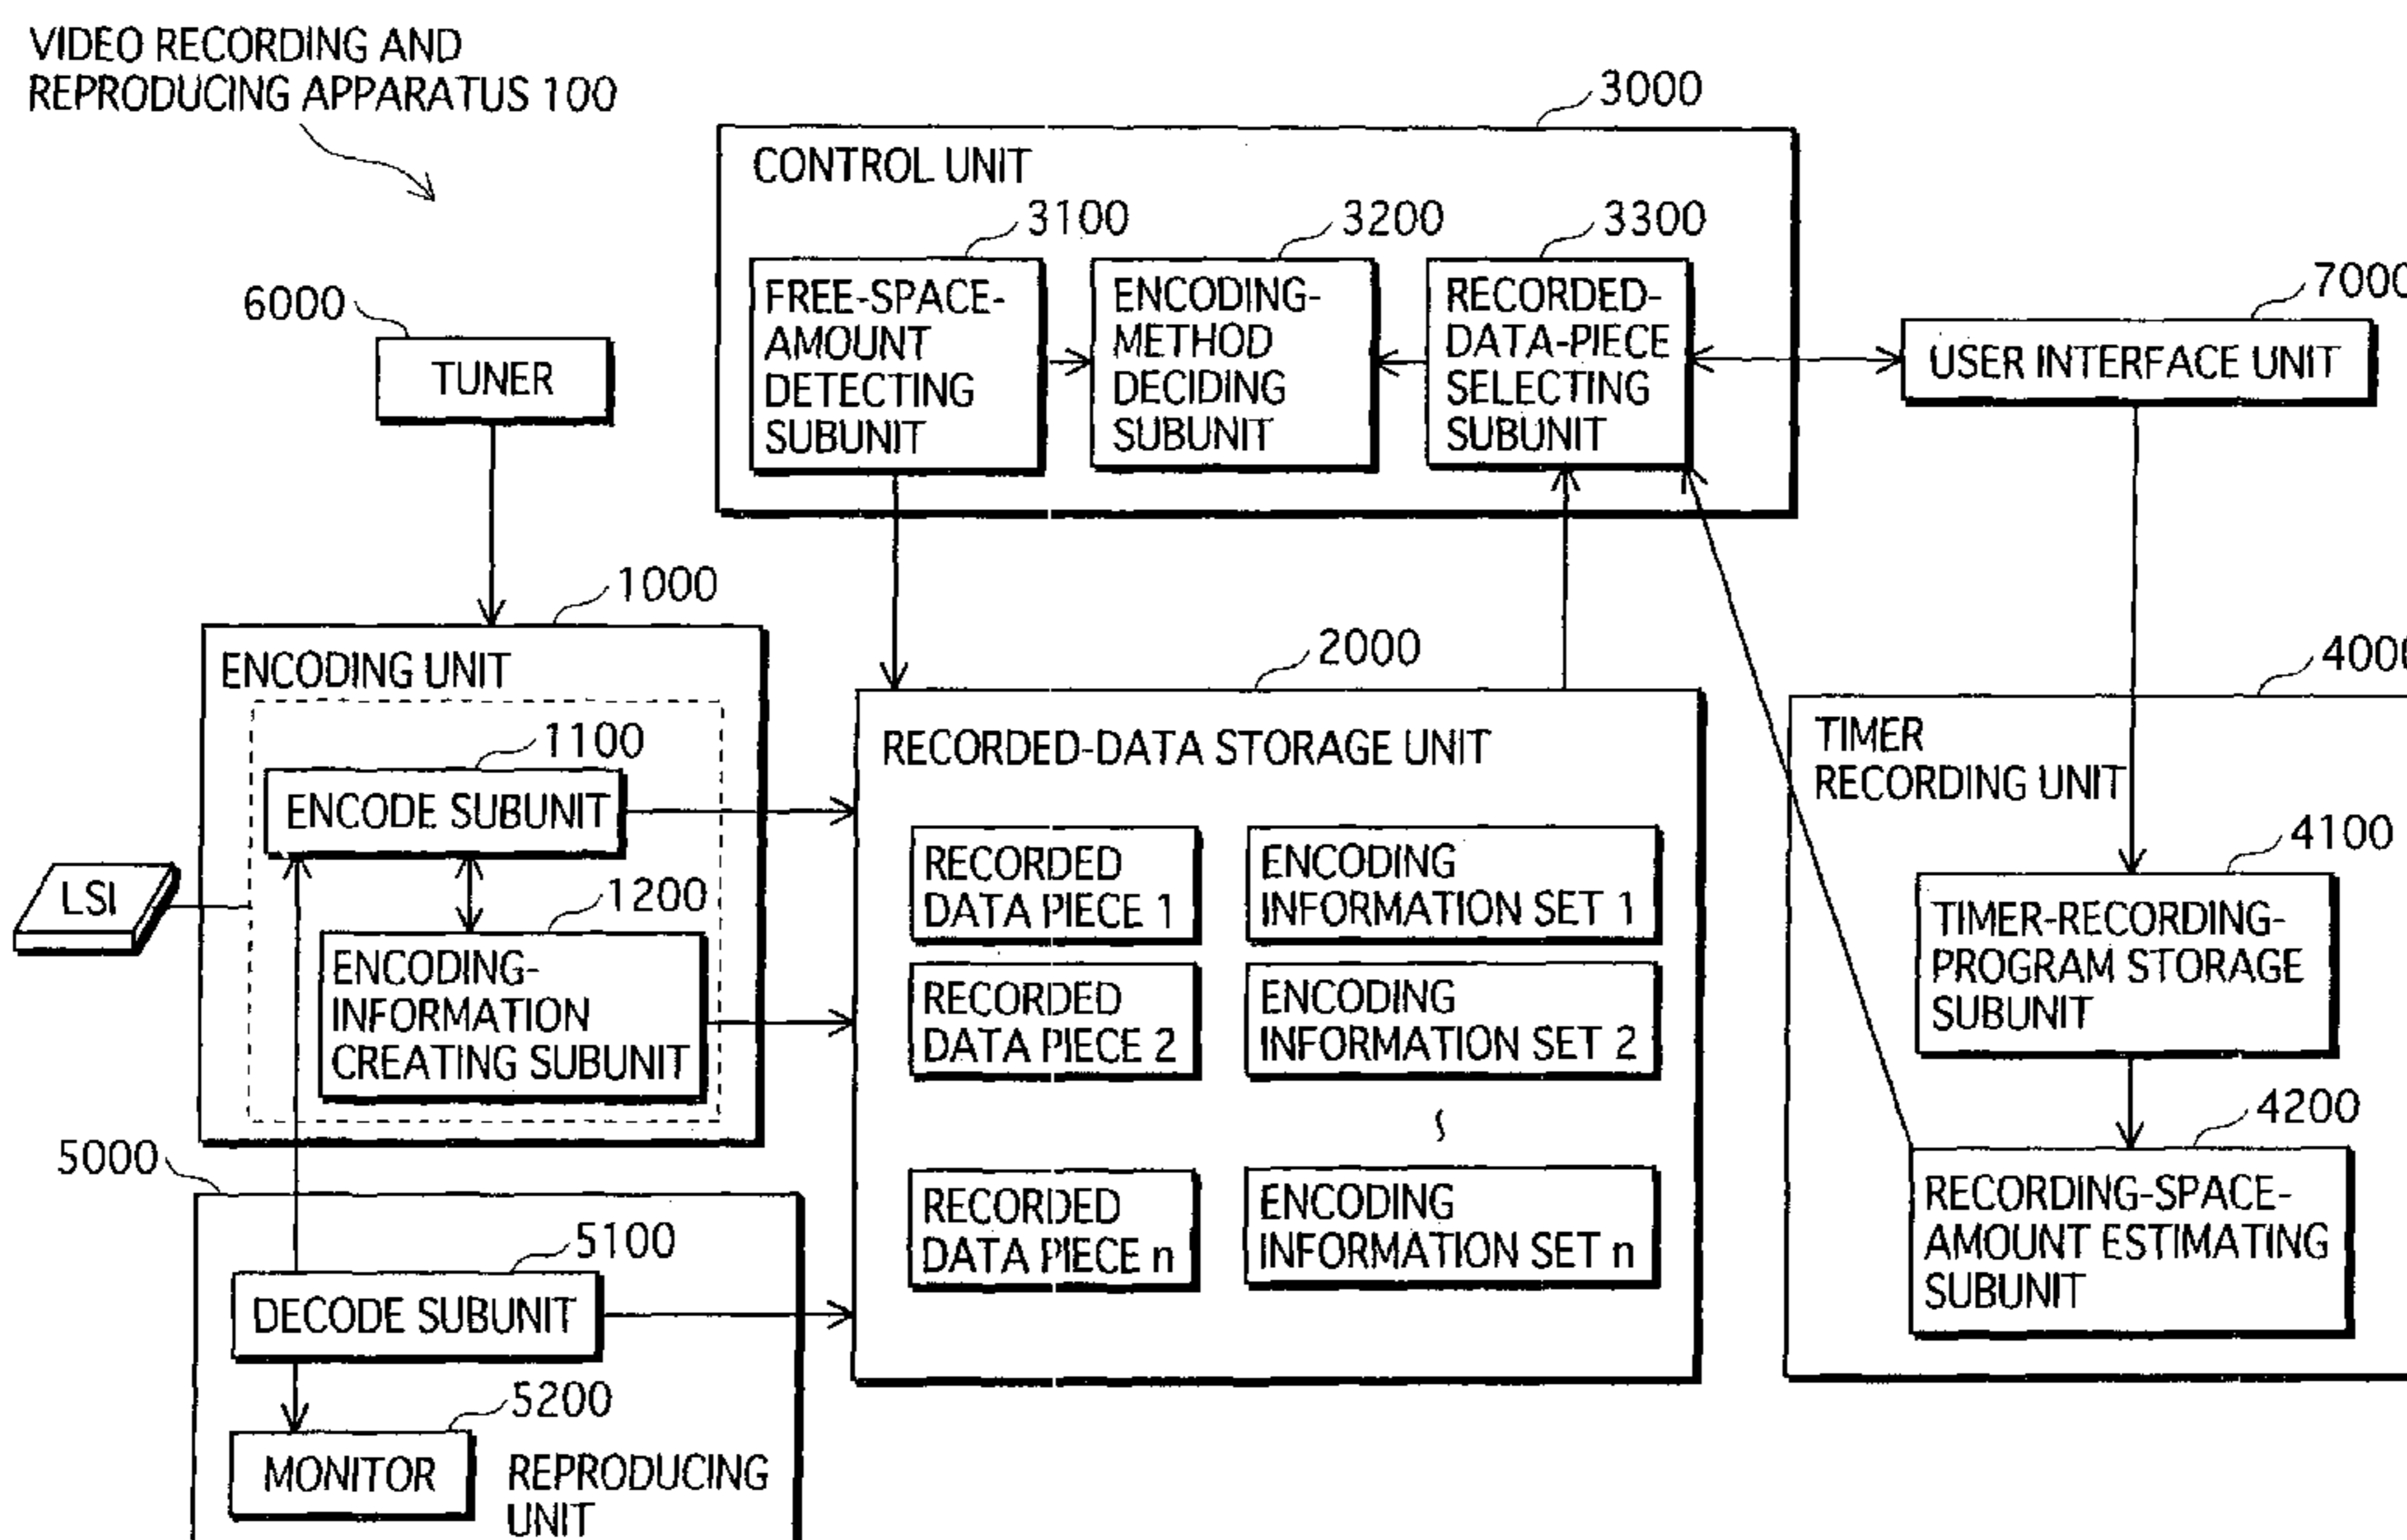 VIDEO RECORDING AND
REPRODUCING APPARATUS 100
3000
CONTROL UNIT
3100
3200
3300
FREE-SPACE-
AMOUNT
DETECTING
SUBUNIT
ENCODING-
METHOD
DECIDING
SUBUNIT
RECORDED-
DATA-PIECE
SELECTING
SUBUNIT
7000
USER INTERFACE UNIT
6000
TUNER
1000
ENCODING UNIT
1100
ENCODE SUBUNIT
LSI
1200
ENCODING-
INFORMATION
CREATING SUBUNIT
2000
RECORDED-DATA STORAGE UNIT
RECORDED
DATA PIECE 1
ENCODING
INFORMATION SET 1
RECORDED
DATA PIECE 2
ENCODING
INFORMATION SET 2
RECORDED
DATA PIECE n
ENCODING
INFORMATION SET n
4000
TIMER
RECORDING UNIT
4100
TIMER-RECORDING-
PROGRAM STORAGE
SUBUNIT
4200
RECORDING-SPACE-
AMOUNT ESTIMATING
SUBUNIT
5000
5100
DECODE SUBUNIT
5200
MONITOR
REPRODUCING
UNIT